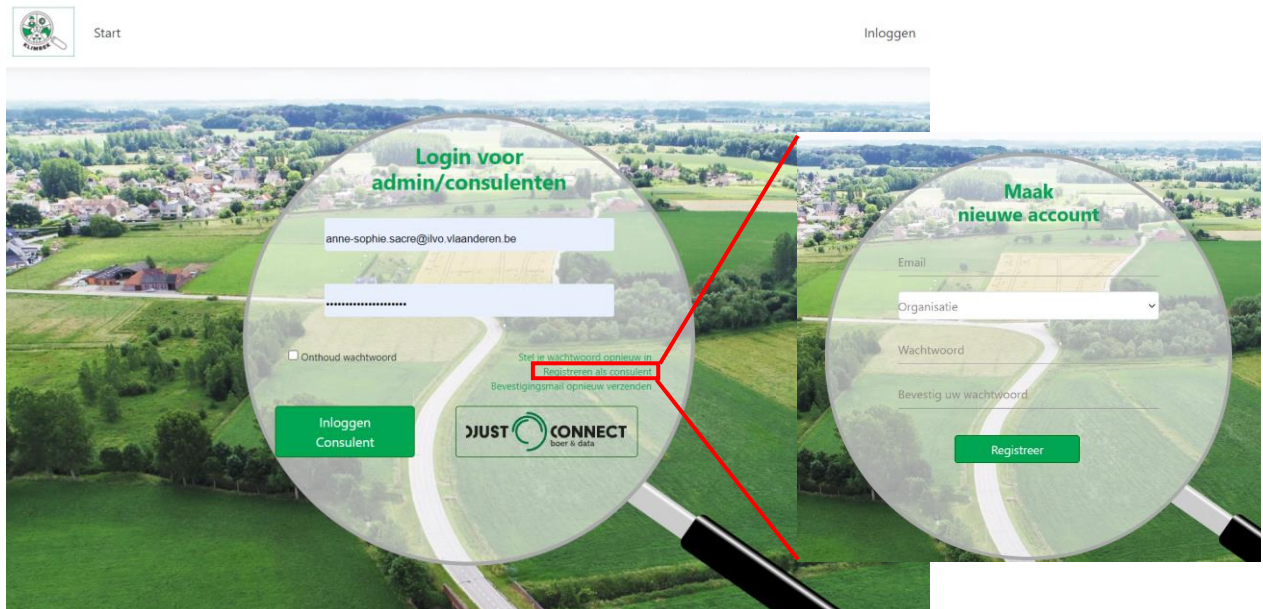 KLIMREK
Start
Inloggen
Login voor
admin/consulenten
anne-sophie.sacre@ilvo.vlaanderen.be
Onthoud wachtwoord
Stel je wachtwoord opnieuw in
Registreren als consulent
Bevestigingsmail opnieuw verzenden
Inloggen
Consulent
DJUST CONNECT
boer & data
Maak
nieuwe account
Email
Organisatie
Wachtwoord
Bevestig uw wachtwoord
Registreer